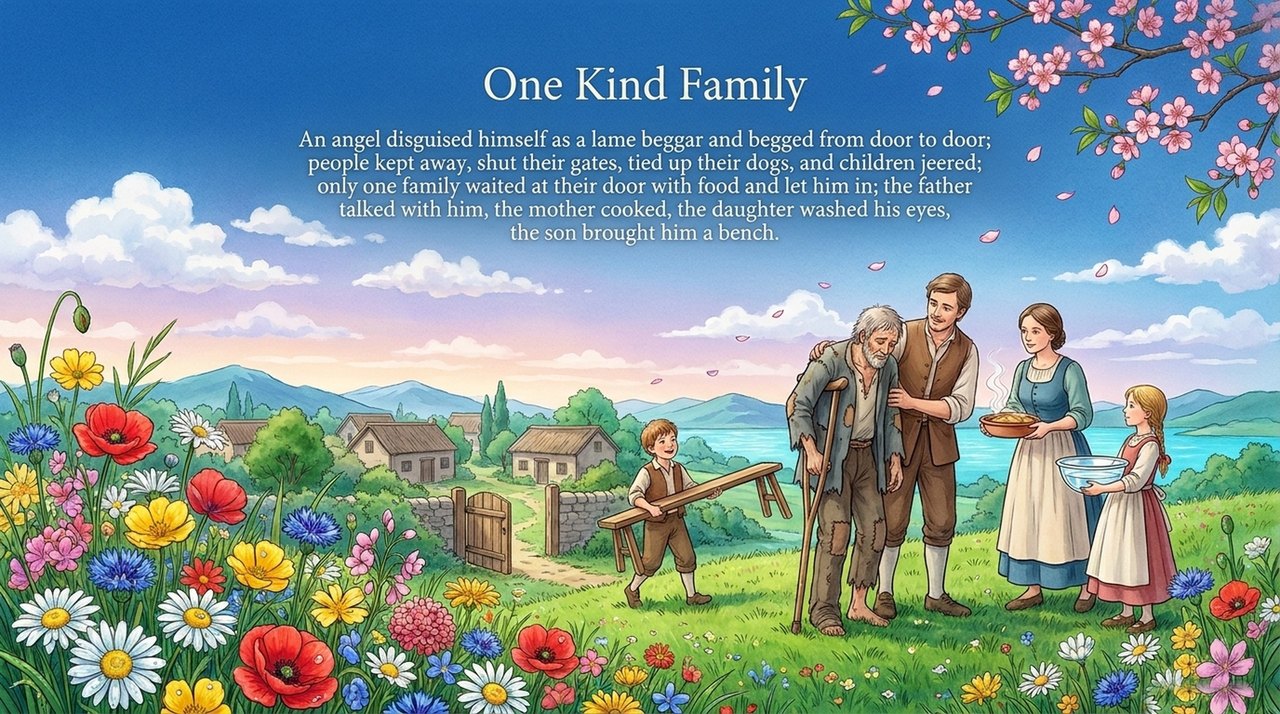 One Kind Family
An angel disguised himself as a lame beggar and begged from door to door;
people kept away, shut their gates, tied up their dogs, and children jeered;
only one family waited at their door with food and let him in; the father
talked with him, the mother cooked, the daughter washed his eyes,
the son brought him a bench.